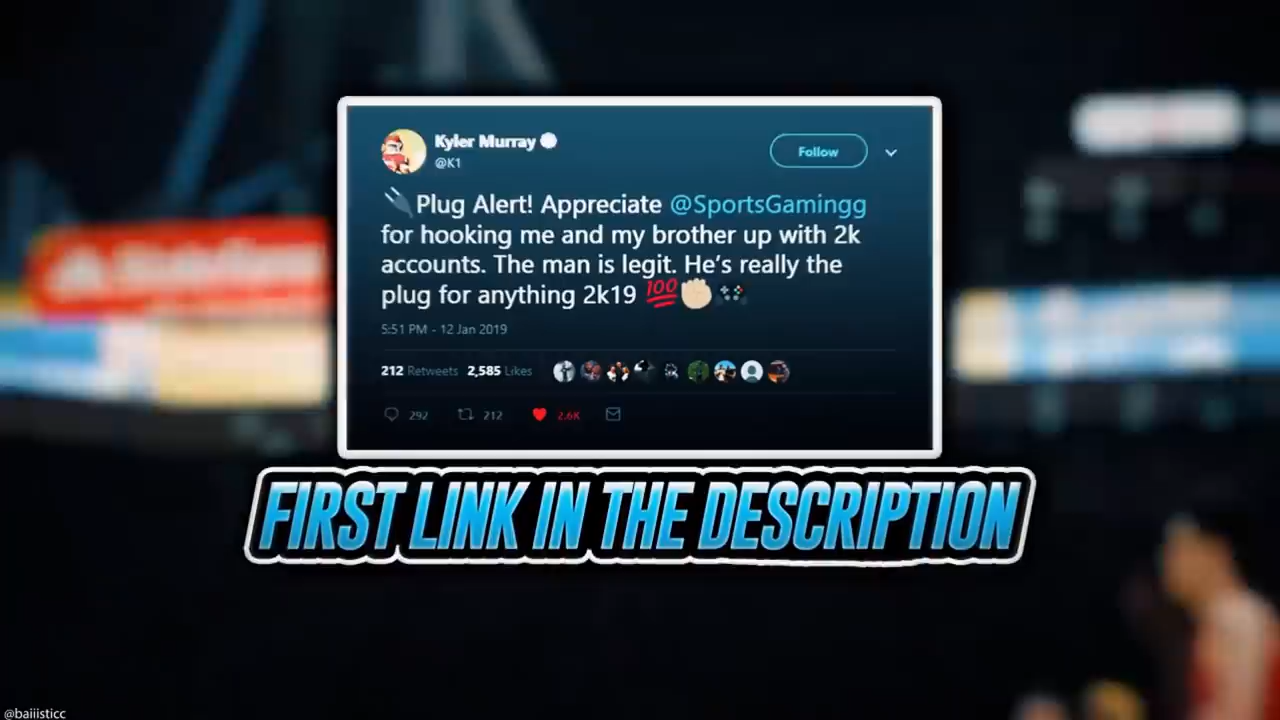 Kyler Murray
@K1
Follow
Plug Alert! Appreciate @SportsGamingg
for hooking me and my brother up with 2k
accounts. The man is legit. He's really the
plug for anything 2k19 💯✊🏼🎮
5:51 PM - 12 Jan 2019
212 Retweets 2,585 Likes
292 212 2.6K
FIRST LINK IN THE DESCRIPTION
@baiiisticc